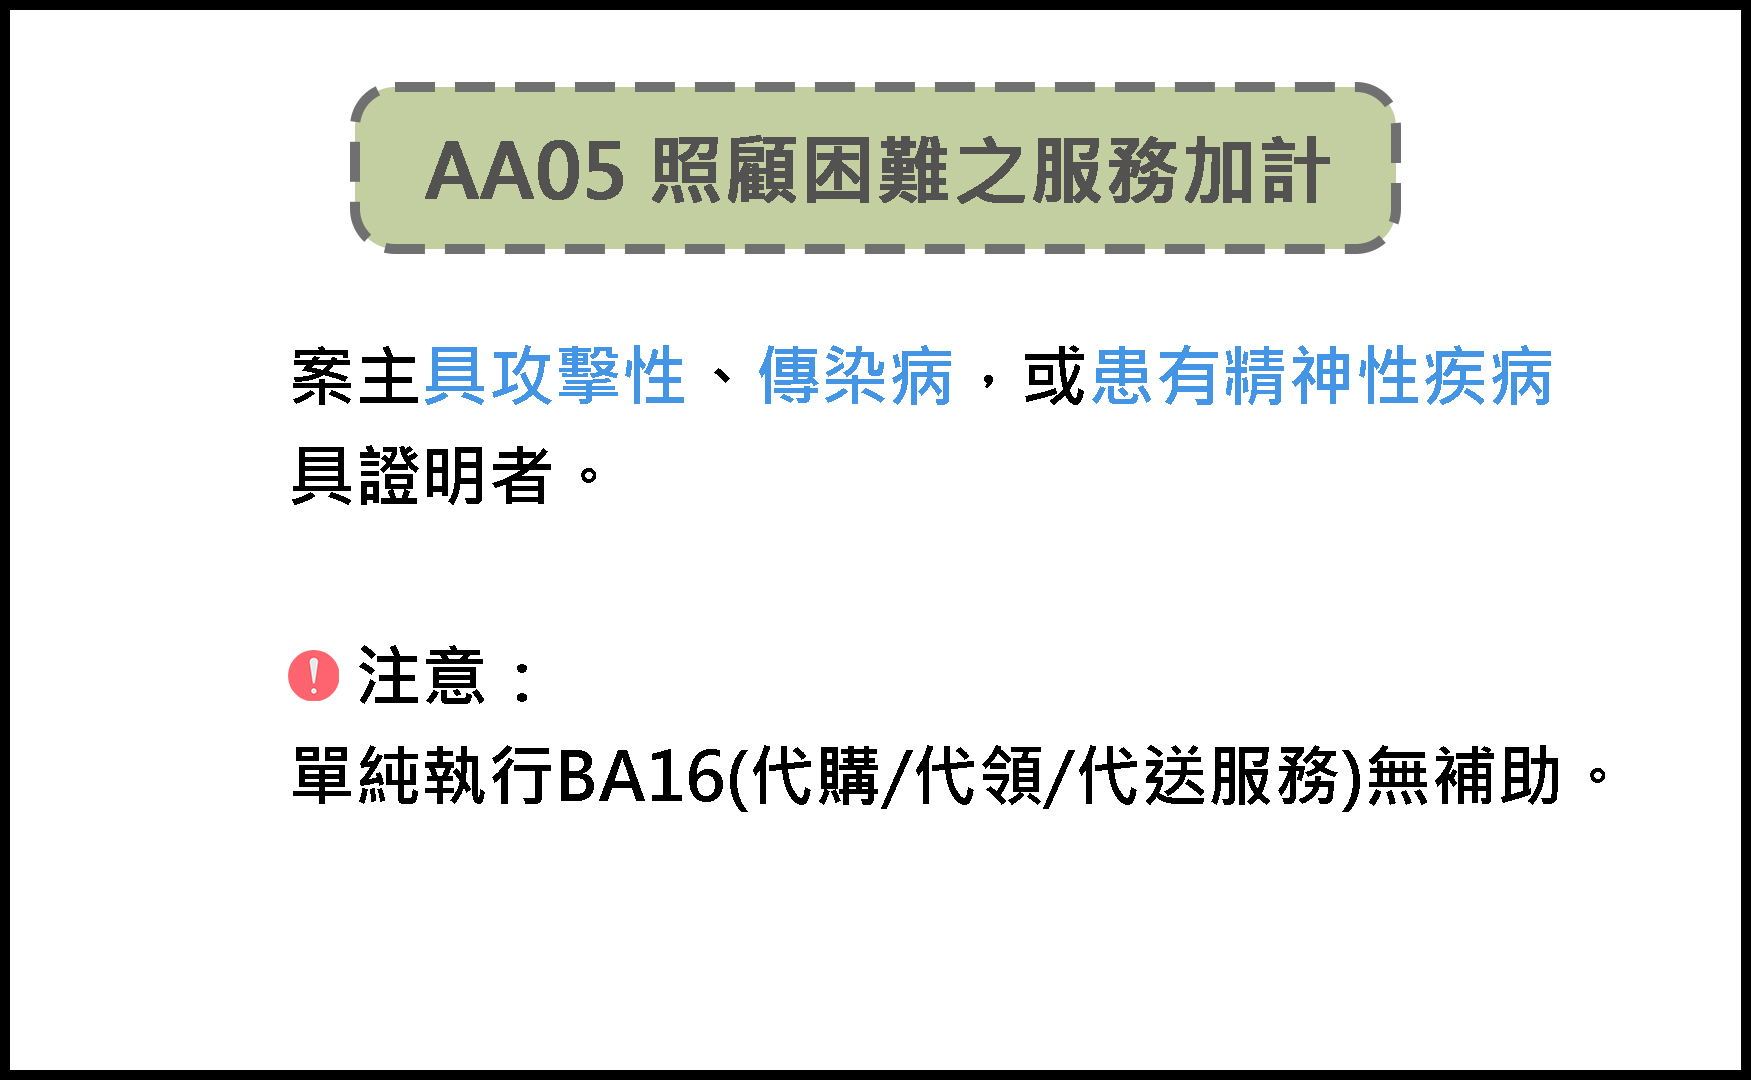 AA05 照顧困難之服務加計
案主具攻擊性、傳染病，或患有精神性疾病
具證明者。
注意：
單純執行BA16(代購/代領/代送服務)無補助。